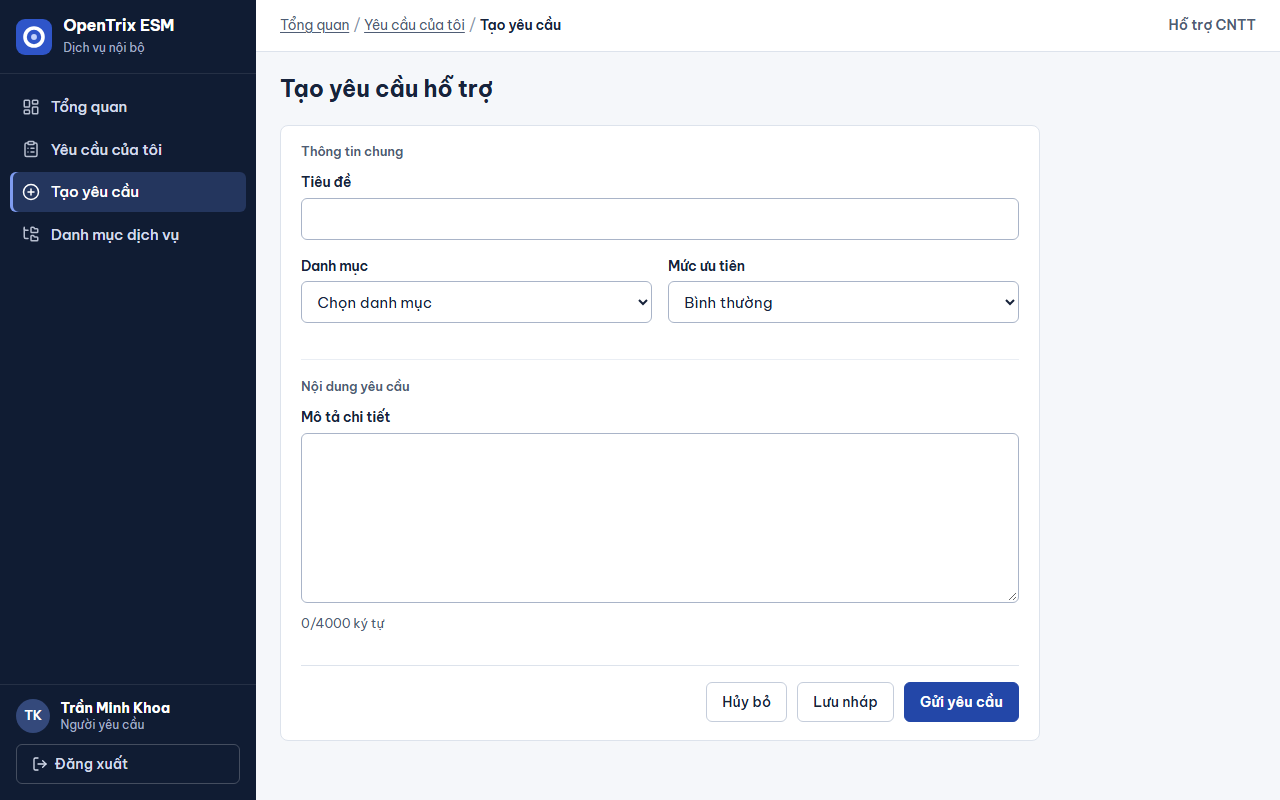 OpenTrix ESM
Dịch vụ nội bộ
Tổng quan
Yêu cầu của tôi
Tạo yêu cầu
Danh mục dịch vụ
TK
Trần Minh Khoa
Người yêu cầu
Đăng xuất
Tổng quan / Yêu cầu của tôi / Tạo yêu cầu
Hỗ trợ CNTT
Tạo yêu cầu hỗ trợ
Thông tin chung
Tiêu đề
Danh mục
Mức ưu tiên
Chọn danh mục
Bình thường
Nội dung yêu cầu
Mô tả chi tiết
0/4000 ký tự
Hủy bỏ
Lưu nháp
Gửi yêu cầu